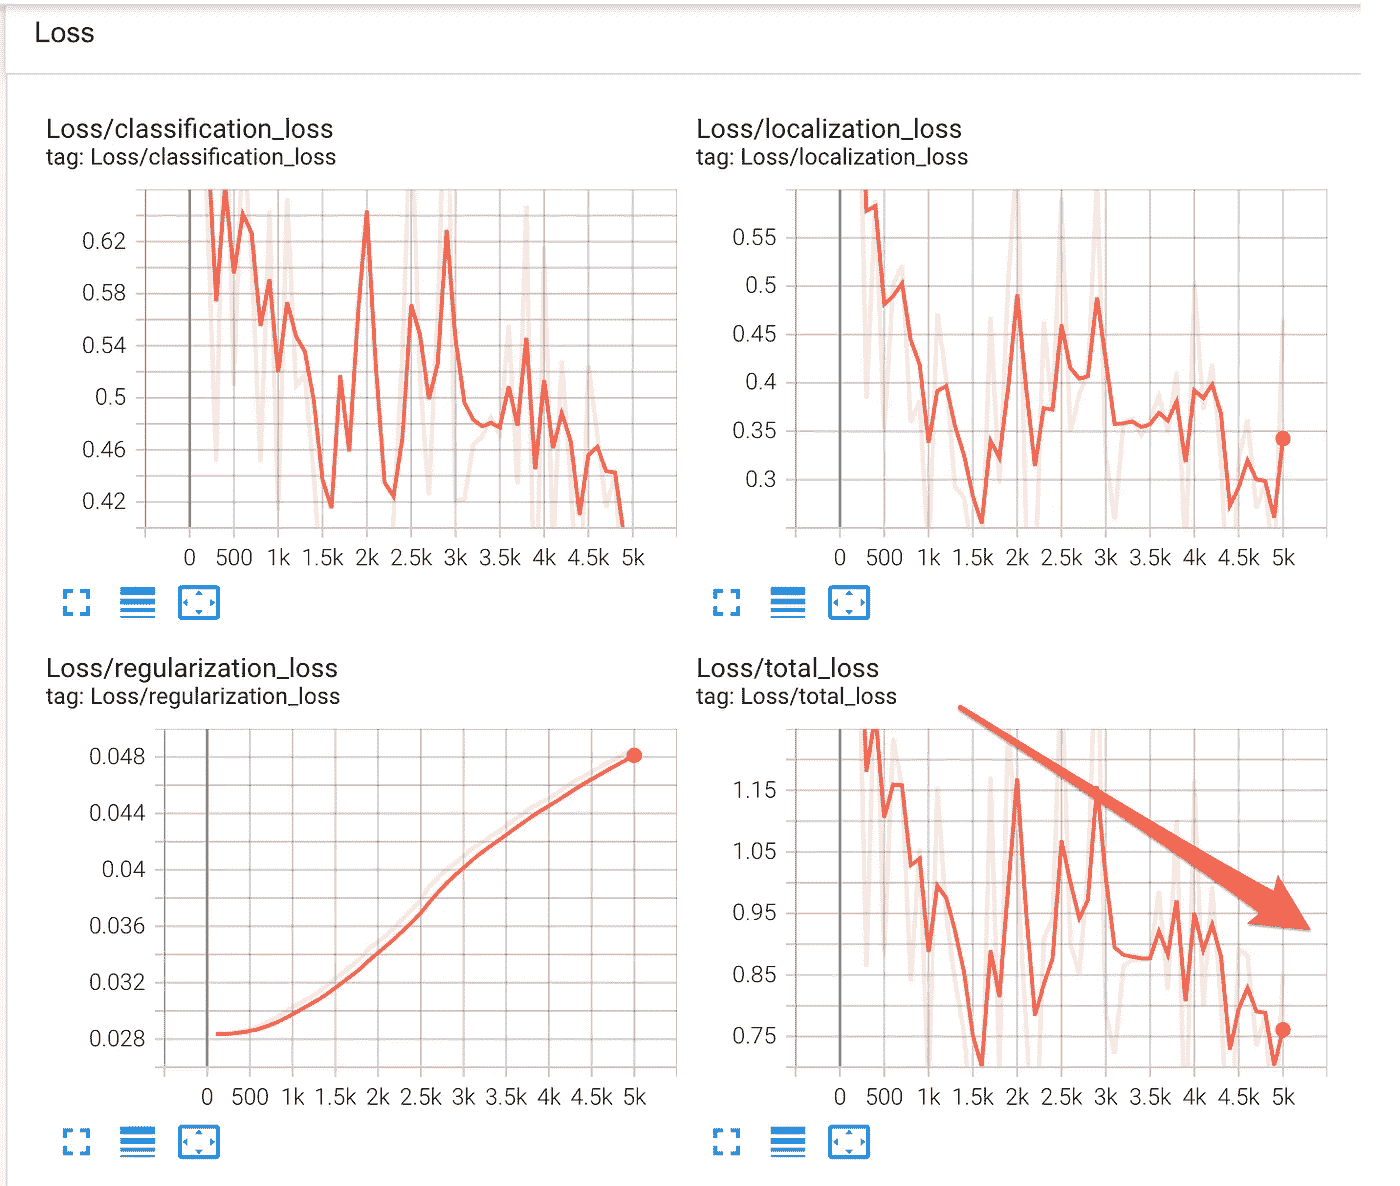 Loss
Loss/classification_loss
tag: Loss/classification_loss
0.62
0.58
0.54
0.5
0.46
0.42
0 500 1k 1.5k 2k 2.5k 3k 3.5k 4k 4.5k 5k
Loss/localization_loss
tag: Loss/localization_loss
0.55
0.5
0.45
0.4
0.35
0.3
0 500 1k 1.5k 2k 2.5k 3k 3.5k 4k 4.5k 5k
Loss/regularization_loss
tag: Loss/regularization_loss
0.048
0.044
0.04
0.036
0.032
0.028
0 500 1k 1.5k 2k 2.5k 3k 3.5k 4k 4.5k 5k
Loss/total_loss
tag: Loss/total_loss
1.15
1.05
0.95
0.85
0.75
0 500 1k 1.5k 2k 2.5k 3k 3.5k 4k 4.5k 5k